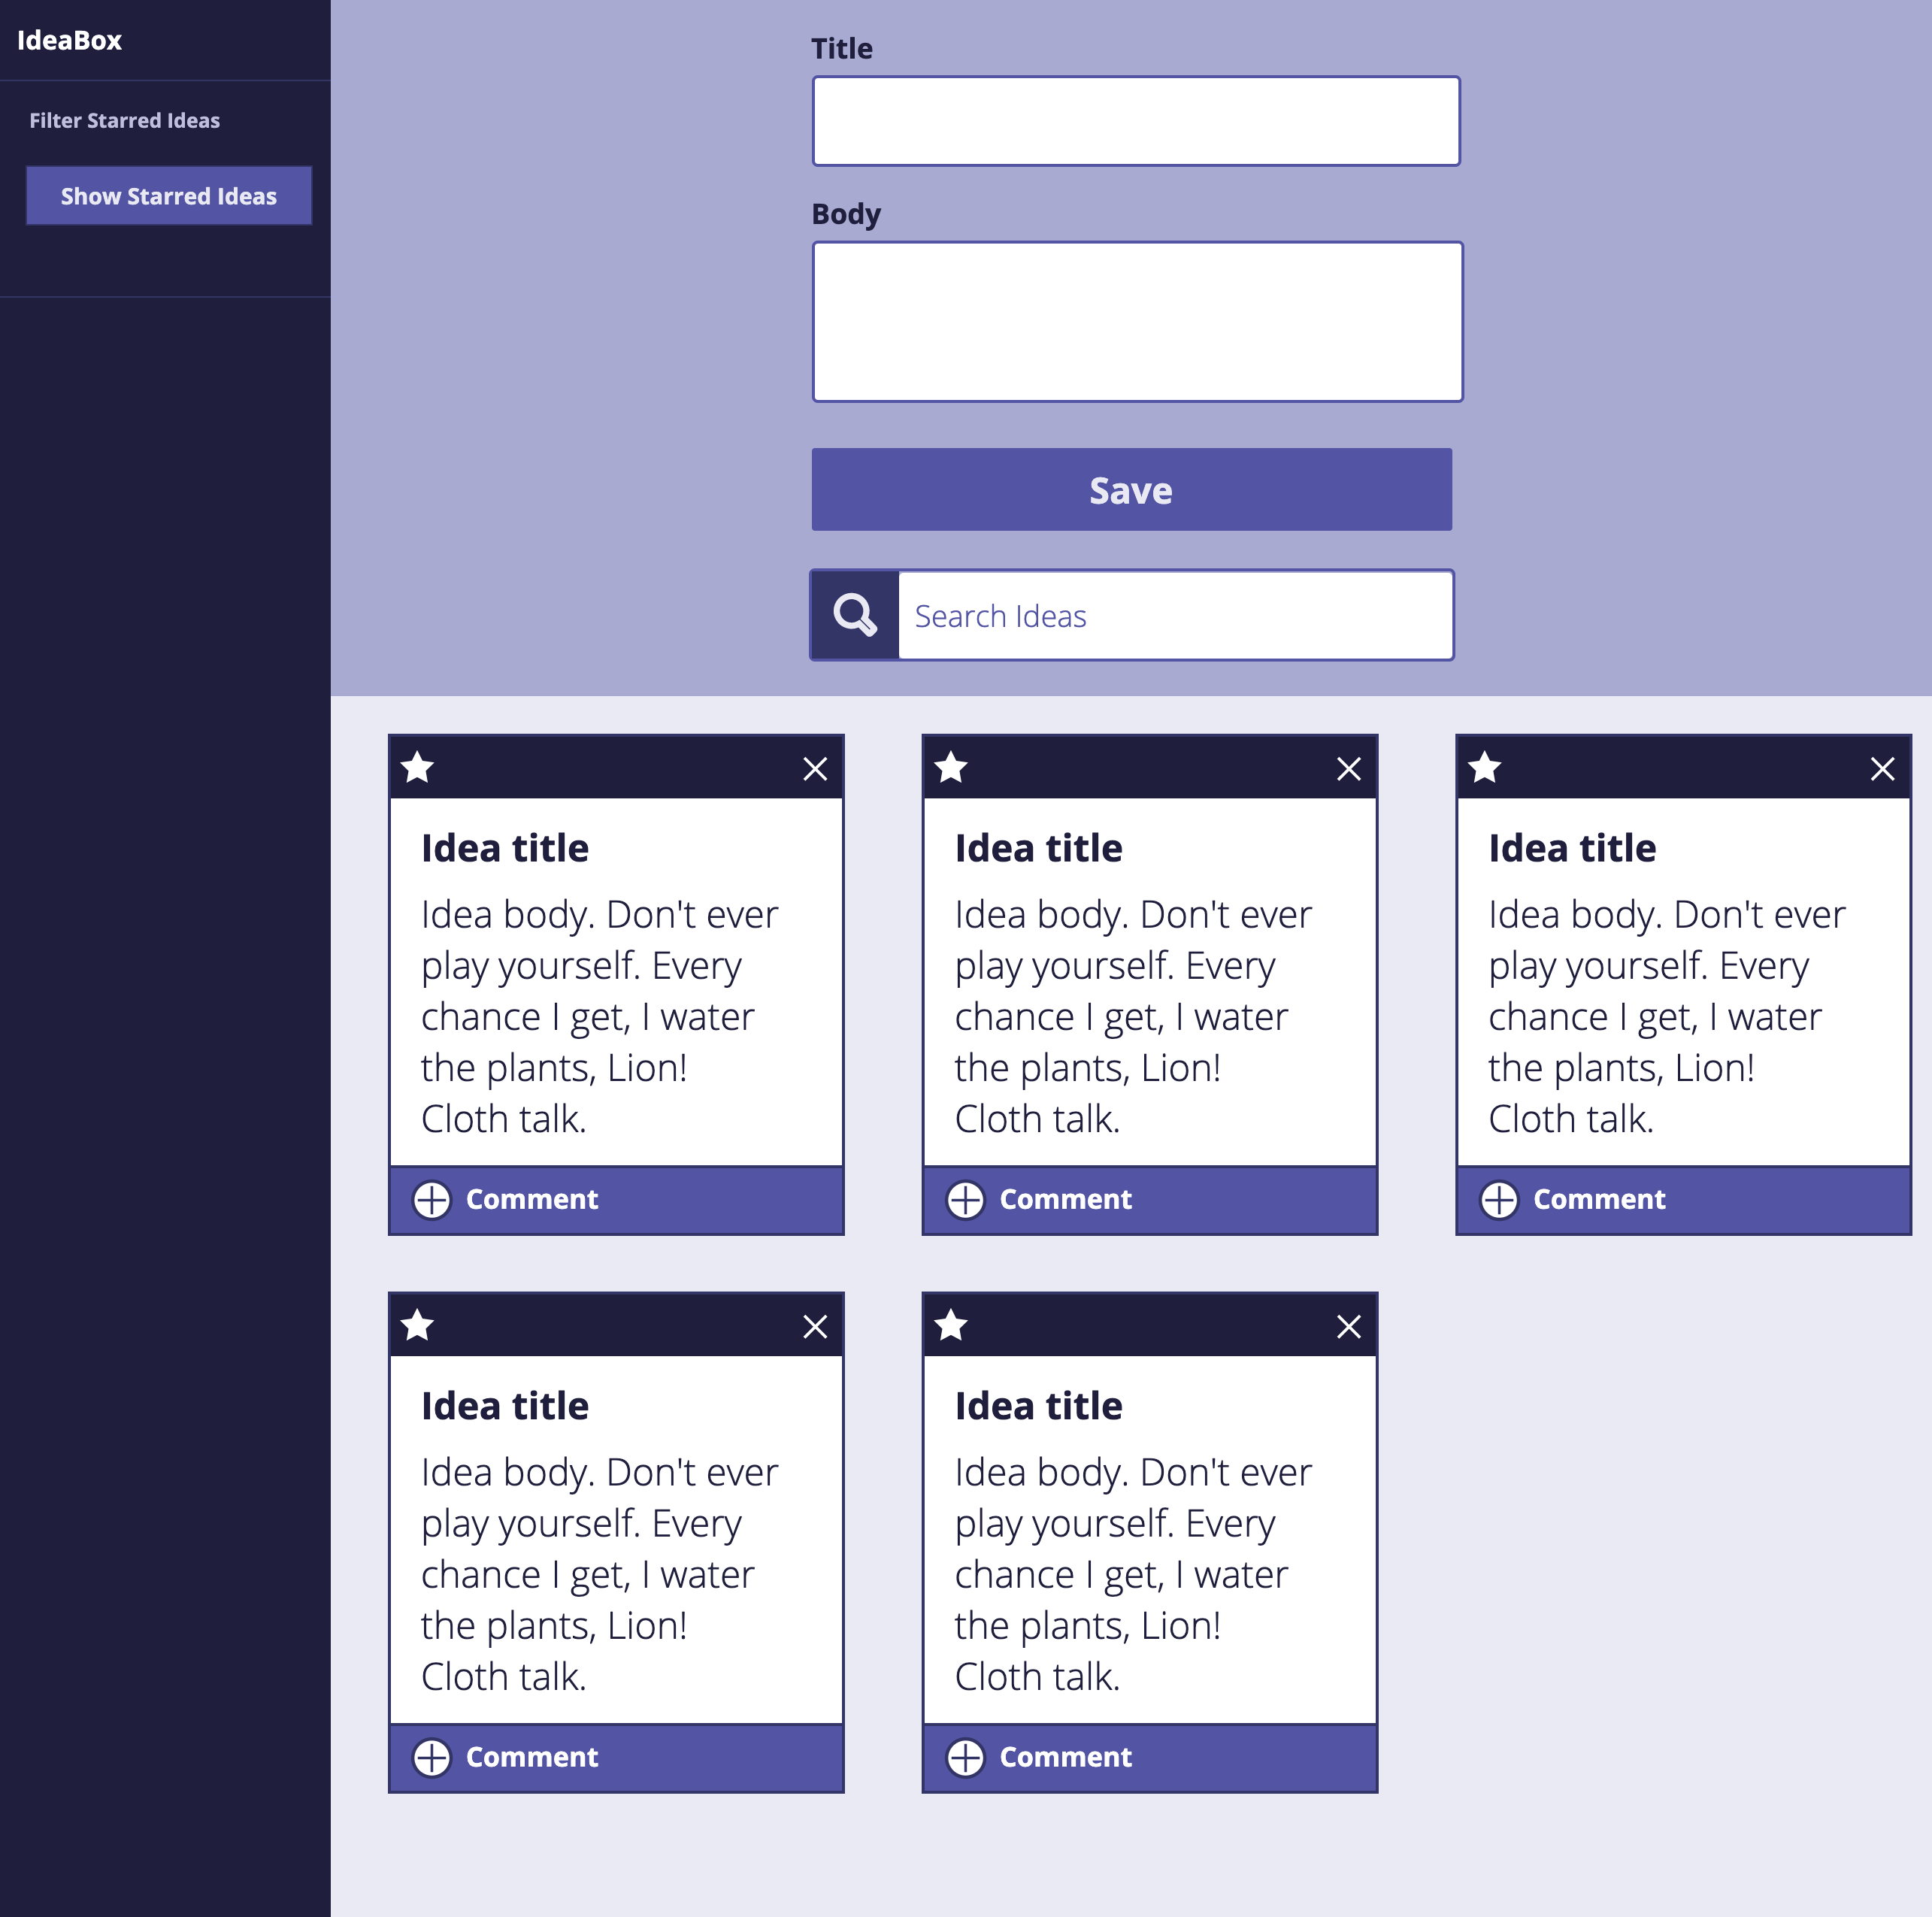 IdeaBox
Filter Starred Ideas
Show Starred Ideas
Title
Body
Save
Search Ideas
Idea title
Idea body. Don't ever
play yourself. Every
chance I get, I water
the plants, Lion!
Cloth talk.
Comment
Idea title
Idea body. Don't ever
play yourself. Every
chance I get, I water
the plants, Lion!
Cloth talk.
Comment
Idea title
Idea body. Don't ever
play yourself. Every
chance I get, I water
the plants, Lion!
Cloth talk.
Comment
Idea title
Idea body. Don't ever
play yourself. Every
chance I get, I water
the plants, Lion!
Cloth talk.
Comment
Idea title
Idea body. Don't ever
play yourself. Every
chance I get, I water
the plants, Lion!
Cloth talk.
Comment